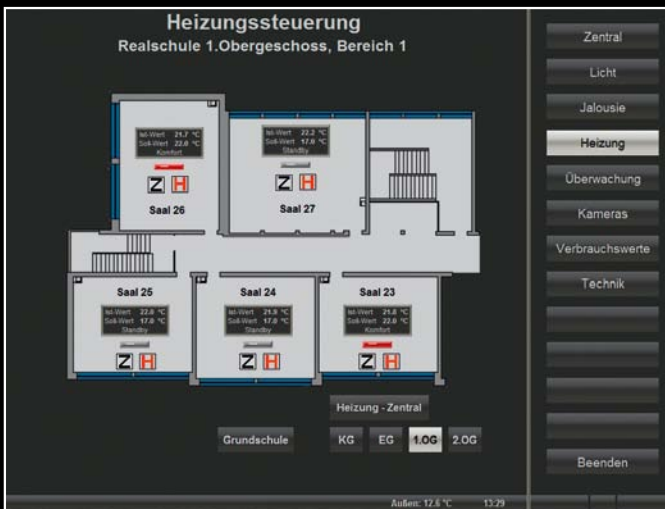 Heizungssteuerung
Realschule 1.Obergeschoss, Bereich 1
Zentral
Licht
Jalousie
Heizung
Überwachung
Kameras
Verbrauchswerte
Technik
Beenden
Ist-Wert 21.7 °C
Soll-Wert 22.0 °C
Komfort
Z H
Saal 26
Ist-Wert 22.2 °C
Soll-Wert 17.0 °C
Standby
Z H
Saal 27
Saal 25
Ist-Wert 22.0 °C
Soll-Wert 17.0 °C
Standby
Z H
Saal 24
Ist-Wert 21.9 °C
Soll-Wert 17.0 °C
Standby
Z H
Saal 23
Ist-Wert 21.8 °C
Soll-Wert 22.0 °C
Komfort
Z H
Heizung - Zentral
Grundschule KG EG 1.OG 2.OG
Außen: 12.6 °C 13:29